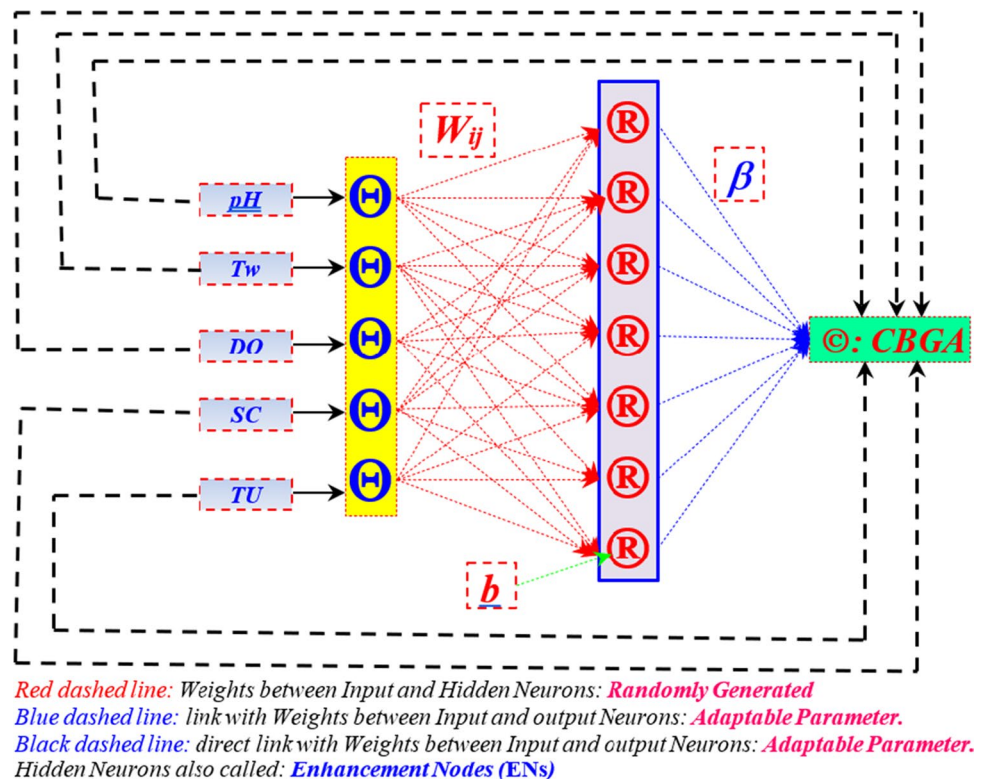 W ij
β
pH
Tw
DO
SC
TU
Θ
Θ
Θ
Θ
Θ
®
®
®
®
®
®
®
©: CBGA
b
Red dashed line: Weights between Input and Hidden Neurons: Randomly Generated
Blue dashed line: link with Weights between Input and output Neurons: Adaptable Parameter.
Black dashed line: direct link with Weights between Input and output Neurons: Adaptable Parameter.
Hidden Neurons also called: Enhancement Nodes (ENs)